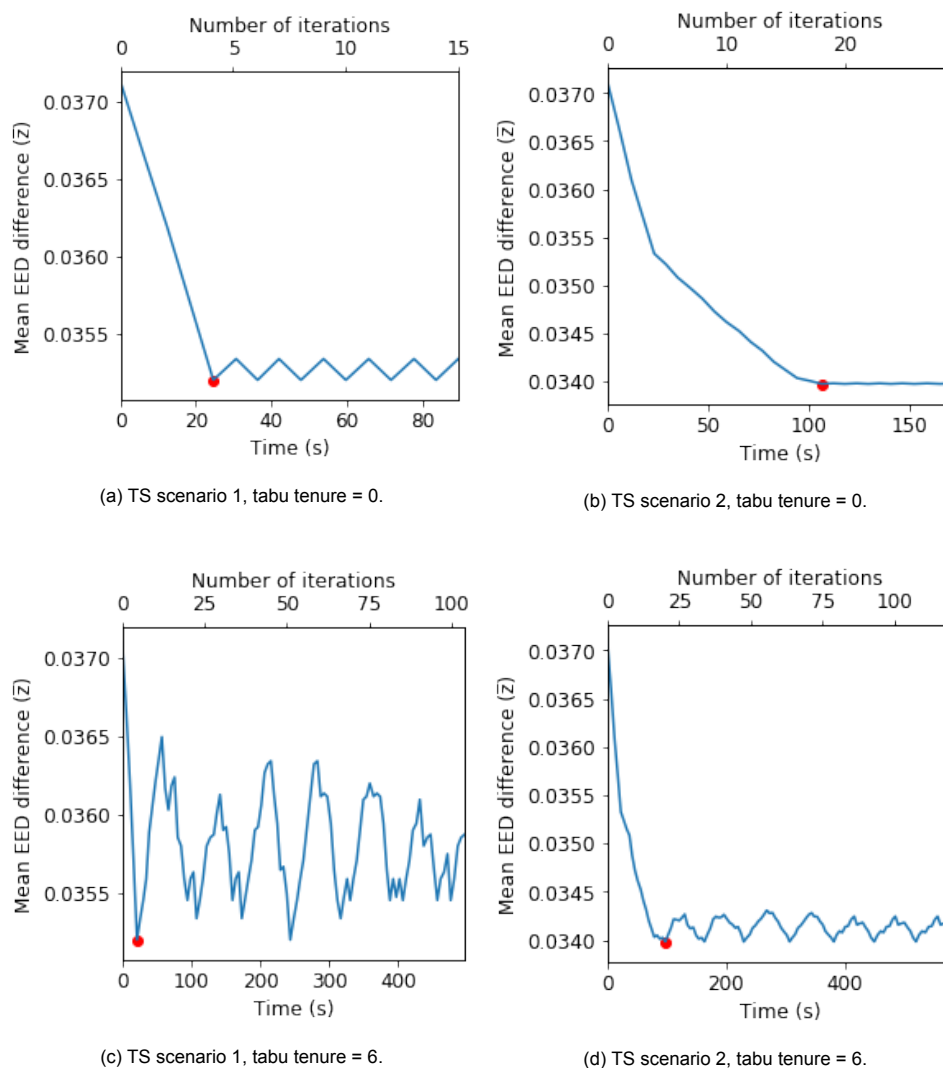 Number of iterations
0 5 10 15
0.0370
0.0365
0.0360
0.0355
Mean EED difference (z̅)
0 20 40 60 80
Time (s)
(a) TS scenario 1, tabu tenure = 0.
Number of iterations
0 10 20
0.0370
0.0365
0.0360
0.0355
0.0350
0.0345
0.0340
Mean EED difference (z̅)
0 50 100 150
Time (s)
(b) TS scenario 2, tabu tenure = 0.
Number of iterations
0 25 50 75 100
0.0370
0.0365
0.0360
0.0355
Mean EED difference (z̅)
0 100 200 300 400
Time (s)
(c) TS scenario 1, tabu tenure = 6.
Number of iterations
0 25 50 75 100
0.0370
0.0365
0.0360
0.0355
0.0350
0.0345
0.0340
Mean EED difference (z̅)
0 200 400
Time (s)
(d) TS scenario 2, tabu tenure = 6.